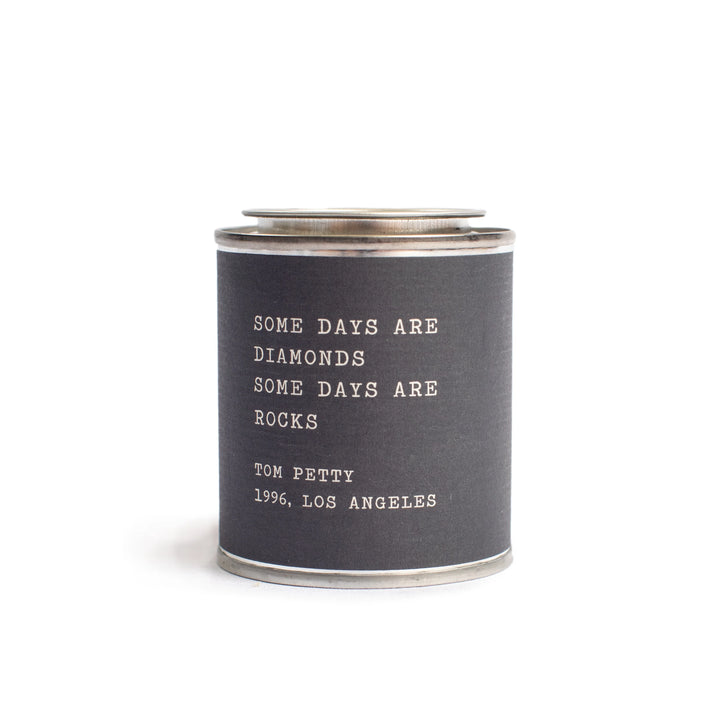 SOME DAYS ARE
DIAMONDS
SOME DAYS ARE
ROCKS
TOM PETTY
1996, LOS ANGELES